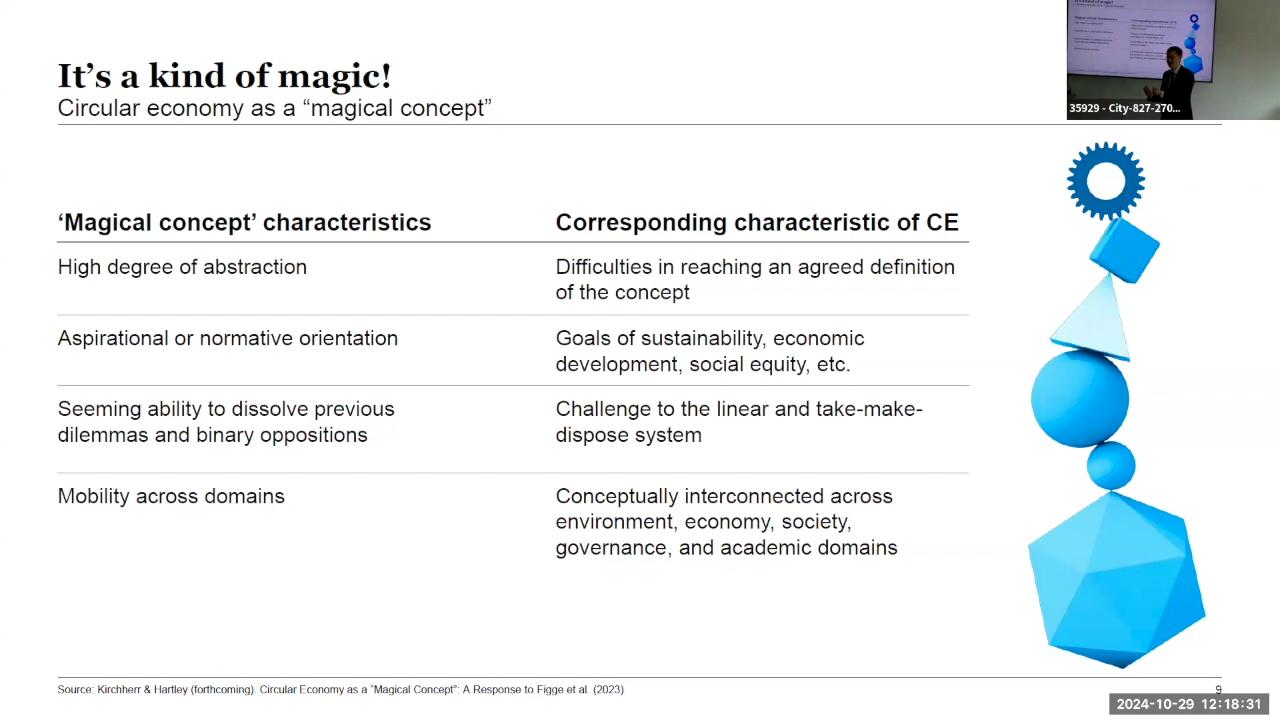 It’s a kind of magic!
Circular economy as a “magical concept”
35929 - City-827-270...
‘Magical concept’ characteristics
Corresponding characteristic of CE
High degree of abstraction
Difficulties in reaching an agreed definition
of the concept
Aspirational or normative orientation
Goals of sustainability, economic
development, social equity, etc.
Seeming ability to dissolve previous
dilemmas and binary oppositions
Challenge to the linear and take-make-
dispose system
Mobility across domains
Conceptually interconnected across
environment, economy, society,
governance, and academic domains
Source: Kirchherr & Hartley (forthcoming). Circular Economy as a “Magical Concept”: A Response to Figge et al. (2023)
9
2024-10-29 12:18:31